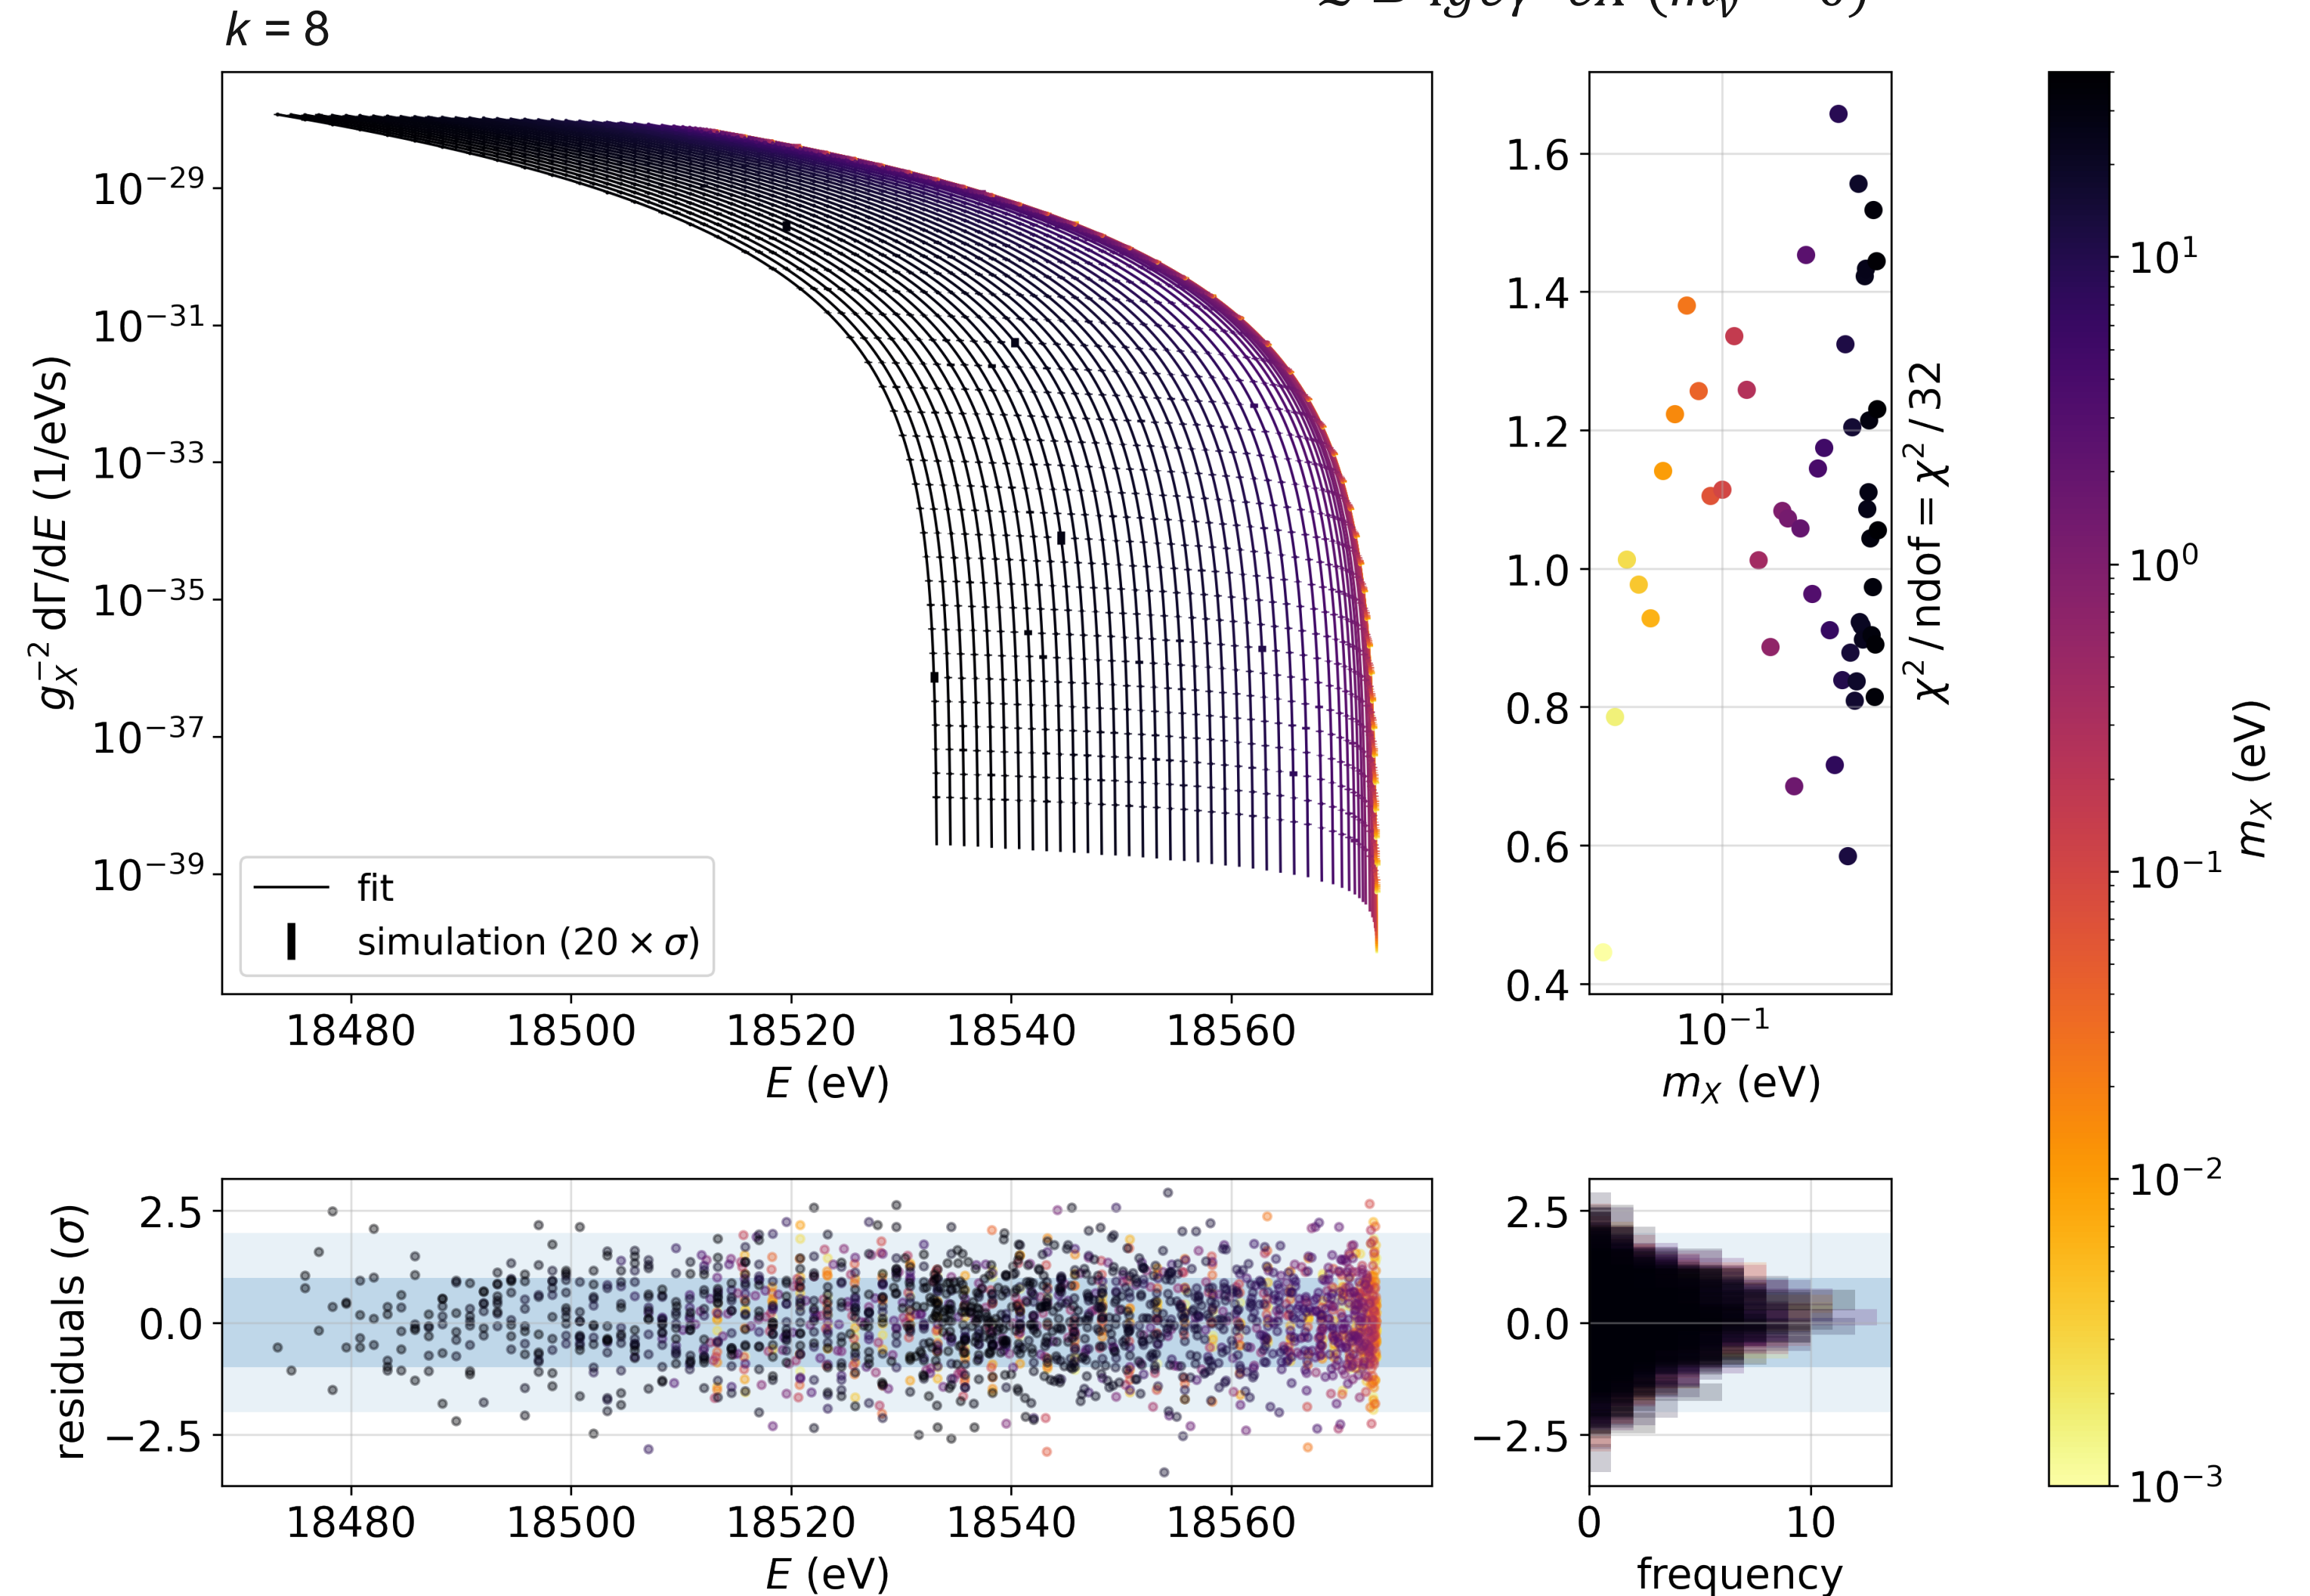 k = 8
10⁻²⁹
10⁻³¹
10⁻³³
10⁻³⁵
10⁻³⁷
10⁻³⁹
g_X⁻² dΓ/dE (1/eVs)
fit
simulation (20 × σ)
18480 18500 18520 18540 18560
E (eV)
1.6
1.4
1.2
1.0
0.8
0.6
0.4
10⁻¹
m_X (eV)
χ² / ndof = χ² / 32
10¹
10⁰
10⁻¹
10⁻²
10⁻³
m_X (eV)
2.5
0.0
−2.5
residuals (σ)
18480 18500 18520 18540 18560
E (eV)
2.5
0.0
−2.5
0 10
frequency